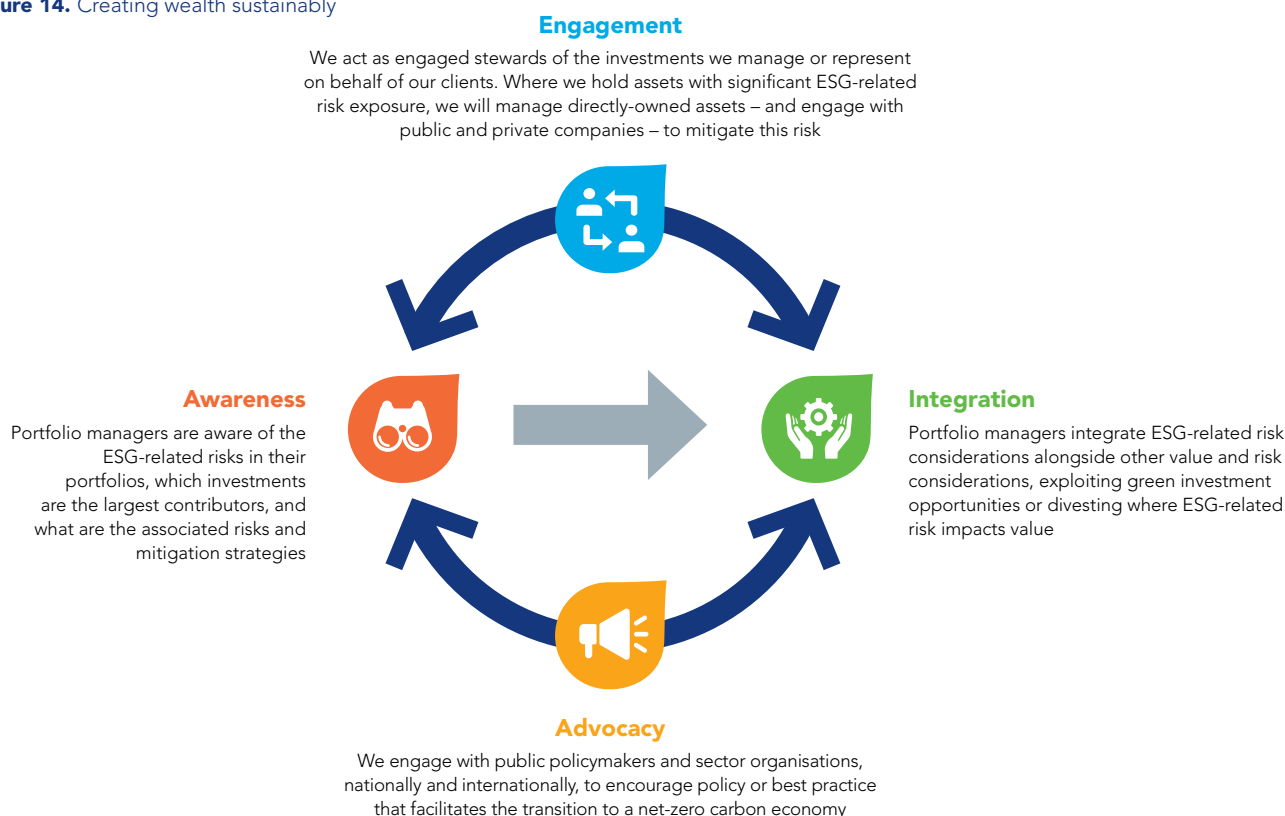 ure 14. Creating wealth sustainably
Engagement
We act as engaged stewards of the investments we manage or represent
on behalf of our clients. Where we hold assets with significant ESG-related
risk exposure, we will manage directly-owned assets – and engage with
public and private companies – to mitigate this risk
Awareness
Portfolio managers are aware of the
ESG-related risks in their
portfolios, which investments
are the largest contributors, and
what are the associated risks and
mitigation strategies
Integration
Portfolio managers integrate ESG-related risk
considerations alongside other value and risk
considerations, exploiting green investment
opportunities or divesting where ESG-related
risk impacts value
Advocacy
We engage with public policymakers and sector organisations,
nationally and internationally, to encourage policy or best practice
that facilitates the transition to a net-zero carbon economy